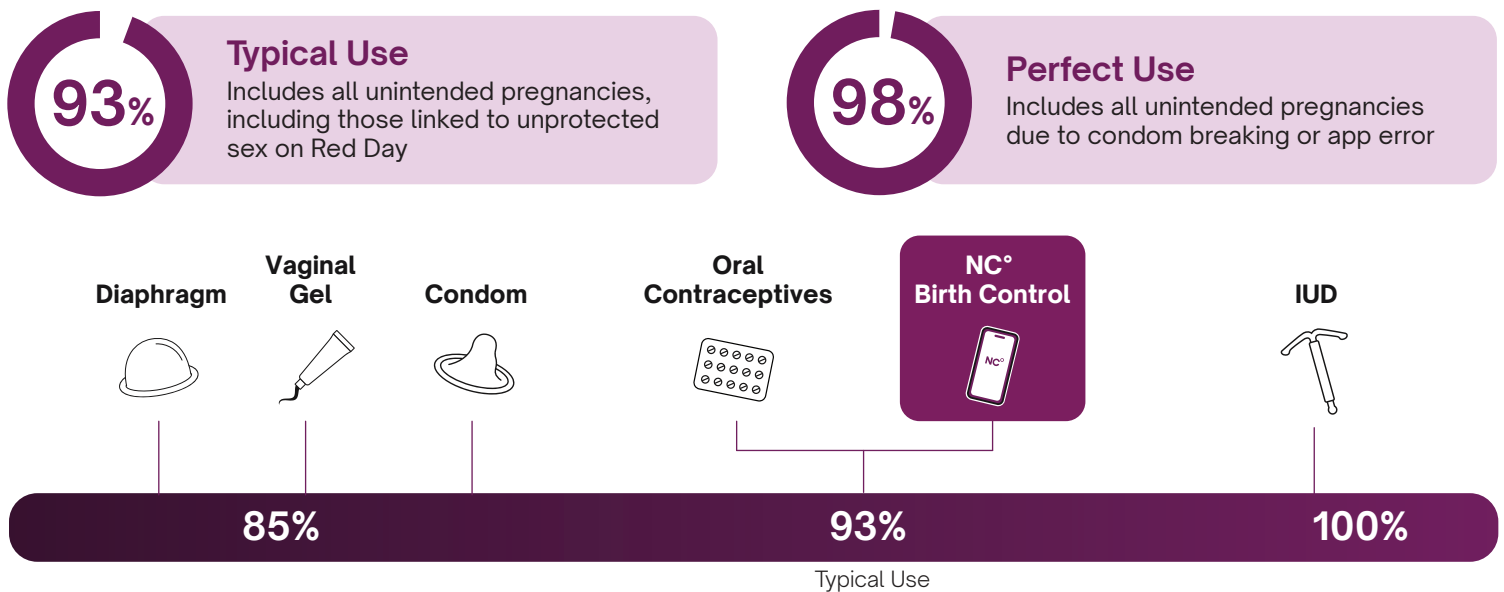 93%
Typical Use
Includes all unintended pregnancies,
including those linked to unprotected
sex on Red Day
98%
Perfect Use
Includes all unintended pregnancies
due to condom breaking or app error
Diaphragm
Vaginal
Gel
Condom
Oral
Contraceptives
NC°
Birth Control
NC°
IUD
85%
93%
100%
Typical Use